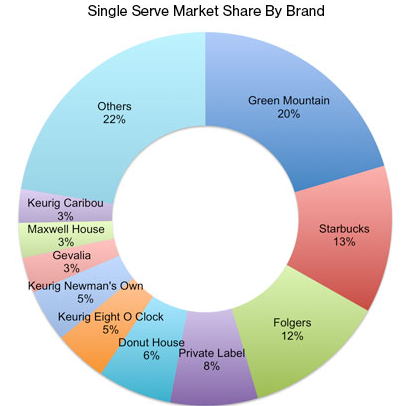 Single Serve Market Share By Brand
Green Mountain
20%
Starbucks
13%
Folgers
12%
Private Label
8%
Donut House
6%
Keurig Eight O Clock
5%
Keurig Newman's Own
5%
Gevalia
3%
Maxwell House
3%
Keurig Caribou
3%
Others
22%